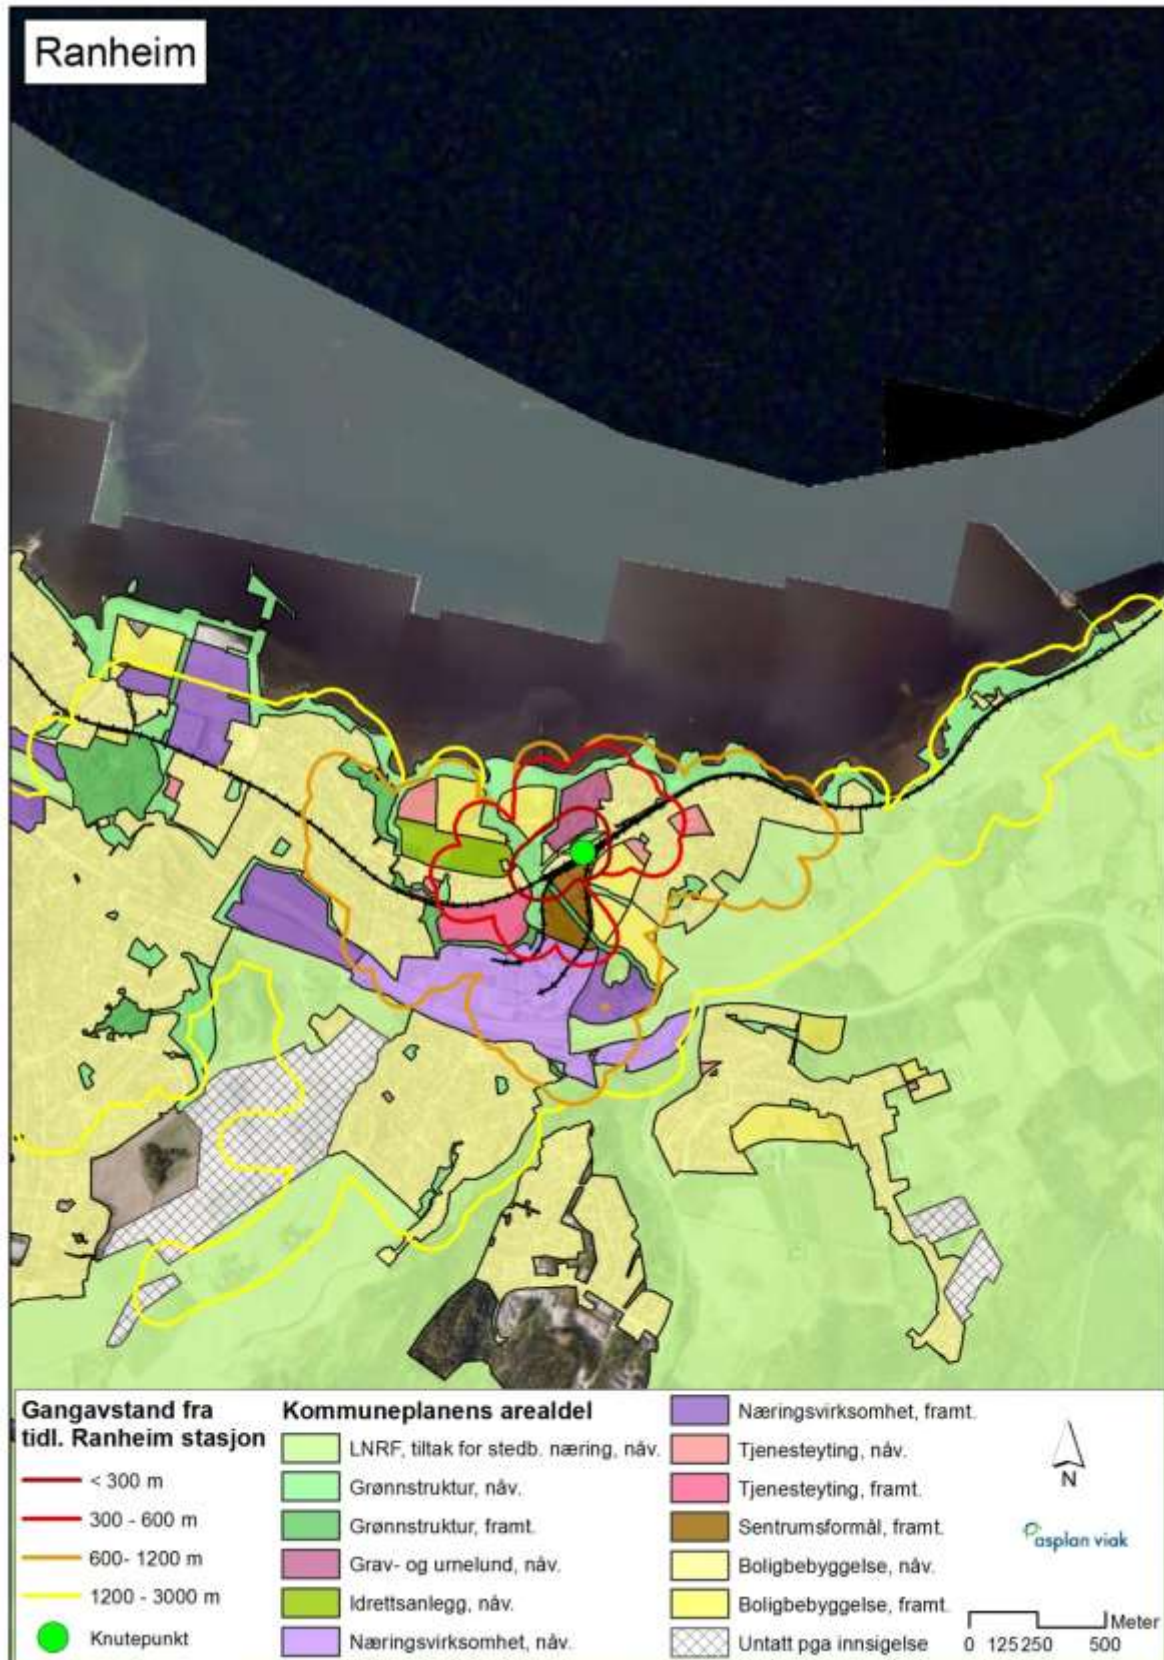 Ranheim
Gangavstand fra
tidl. Ranheim stasjon
< 300 m
300 - 600 m
600- 1200 m
1200 - 3000 m
Knutepunkt
Kommuneplanens arealdel
LNRF, tiltak for stedb. næring, nåv.
Grønnstruktur, nåv.
Grønnstruktur, framt.
Grav- og urnelund, nåv.
Idrettsanlegg, nåv.
Næringsvirksomhet, nåv.
Næringsvirksomhet, framt.
Tjenesteyting, nåv.
Tjenesteyting, framt.
Sentrumsformål, framt.
Boligbebyggelse, nåv.
Boligbebyggelse, framt.
Untatt pga innsigelse
N
asplan viak
Meter
0 125 250 500